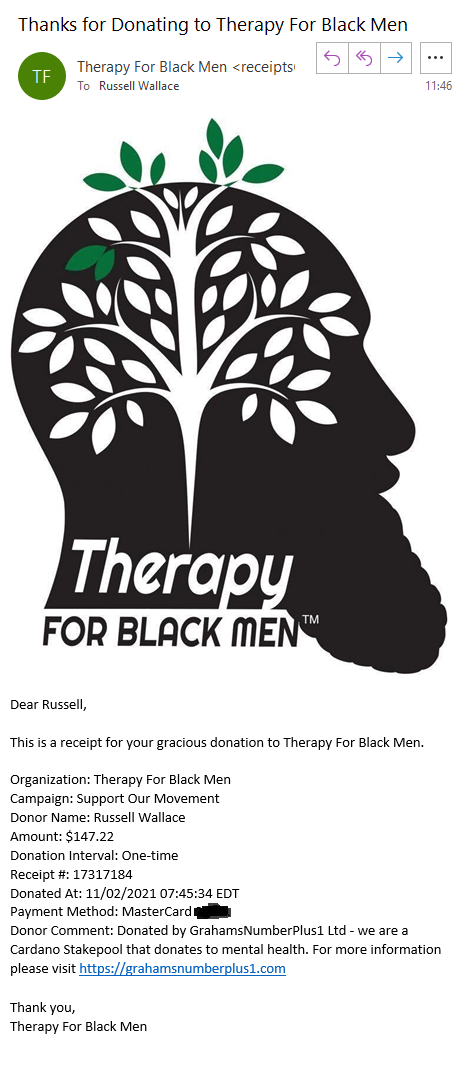 Thanks for Donating to Therapy For Black Men
TF
Therapy For Black Men <receipts
To Russell Wallace
11:46
Therapy
FOR BLACK MEN™
Dear Russell,
This is a receipt for your gracious donation to Therapy For Black Men.
Organization: Therapy For Black Men
Campaign: Support Our Movement
Donor Name: Russell Wallace
Amount: $147.22
Donation Interval: One-time
Receipt #: 17317184
Donated At: 11/02/2021 07:45:34 EDT
Payment Method: MasterCard
Donor Comment: Donated by GrahamsNumberPlus1 Ltd - we are a
Cardano Stakepool that donates to mental health. For more information
please visit https://grahamsnumberplus1.com
Thank you,
Therapy For Black Men